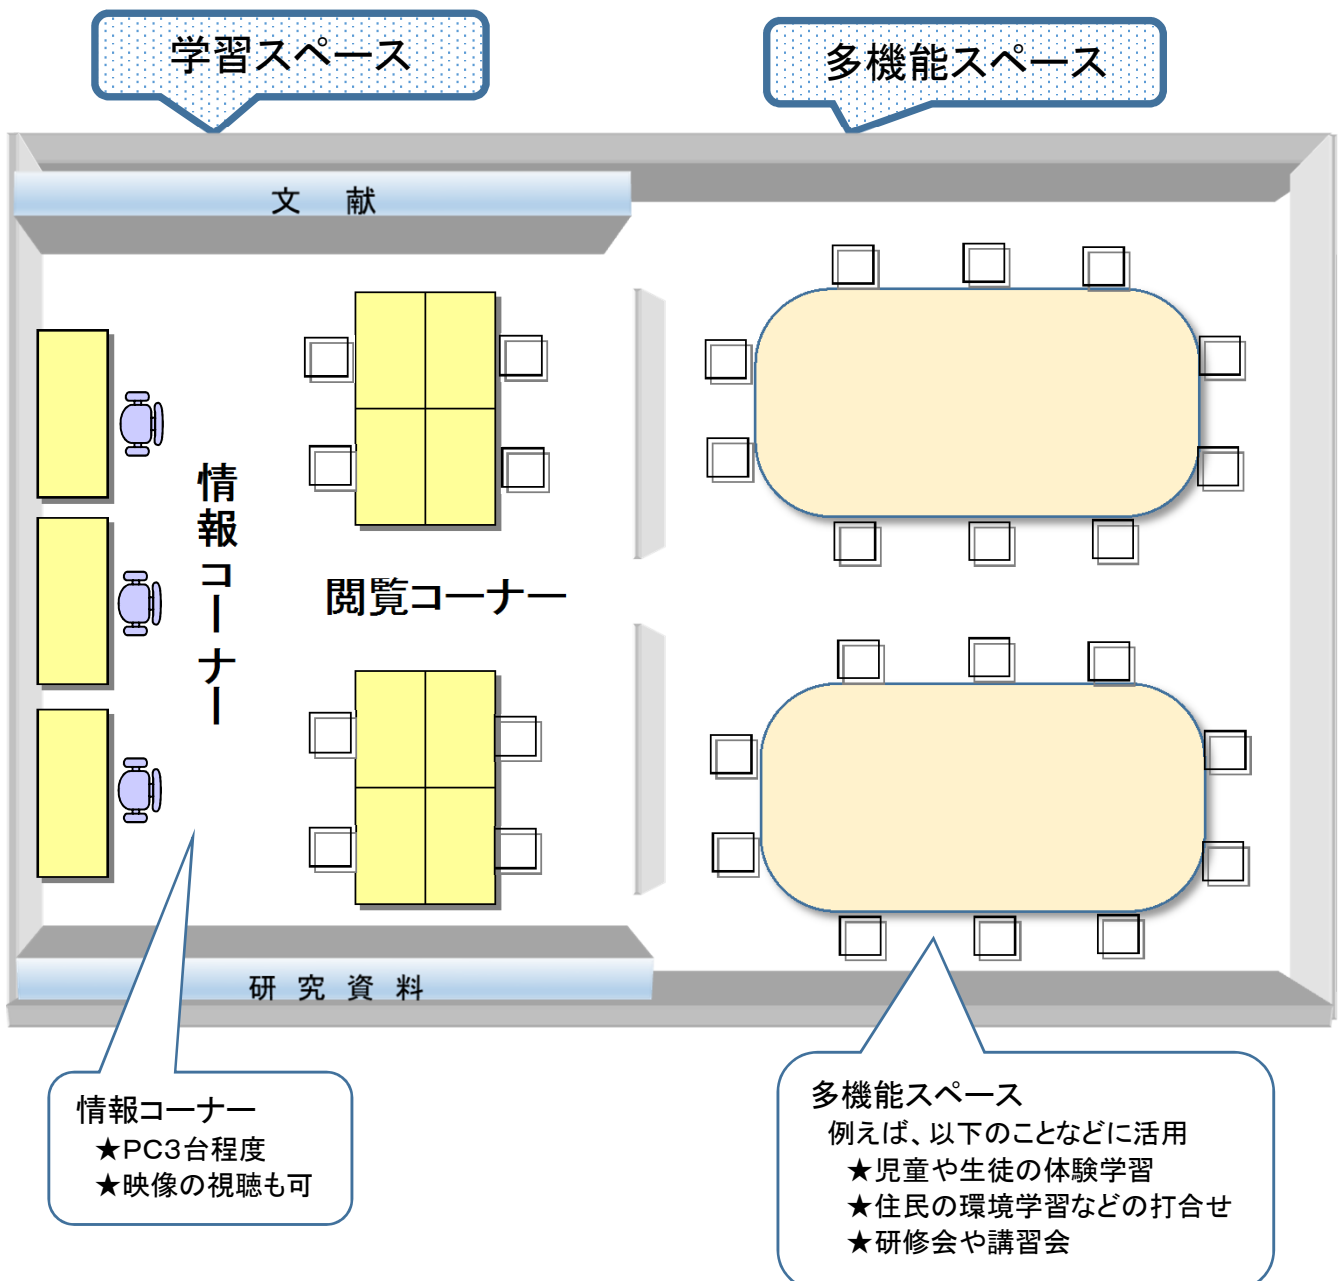 学習スペース
多機能スペース
文　献
情報コーナー
閲覧コーナー
研 究 資 料
情報コーナー
★PC3台程度
★映像の視聴も可
多機能スペース
例えば、以下のことなどに活用
★児童や生徒の体験学習
★住民の環境学習などの打合せ
★研修会や講習会